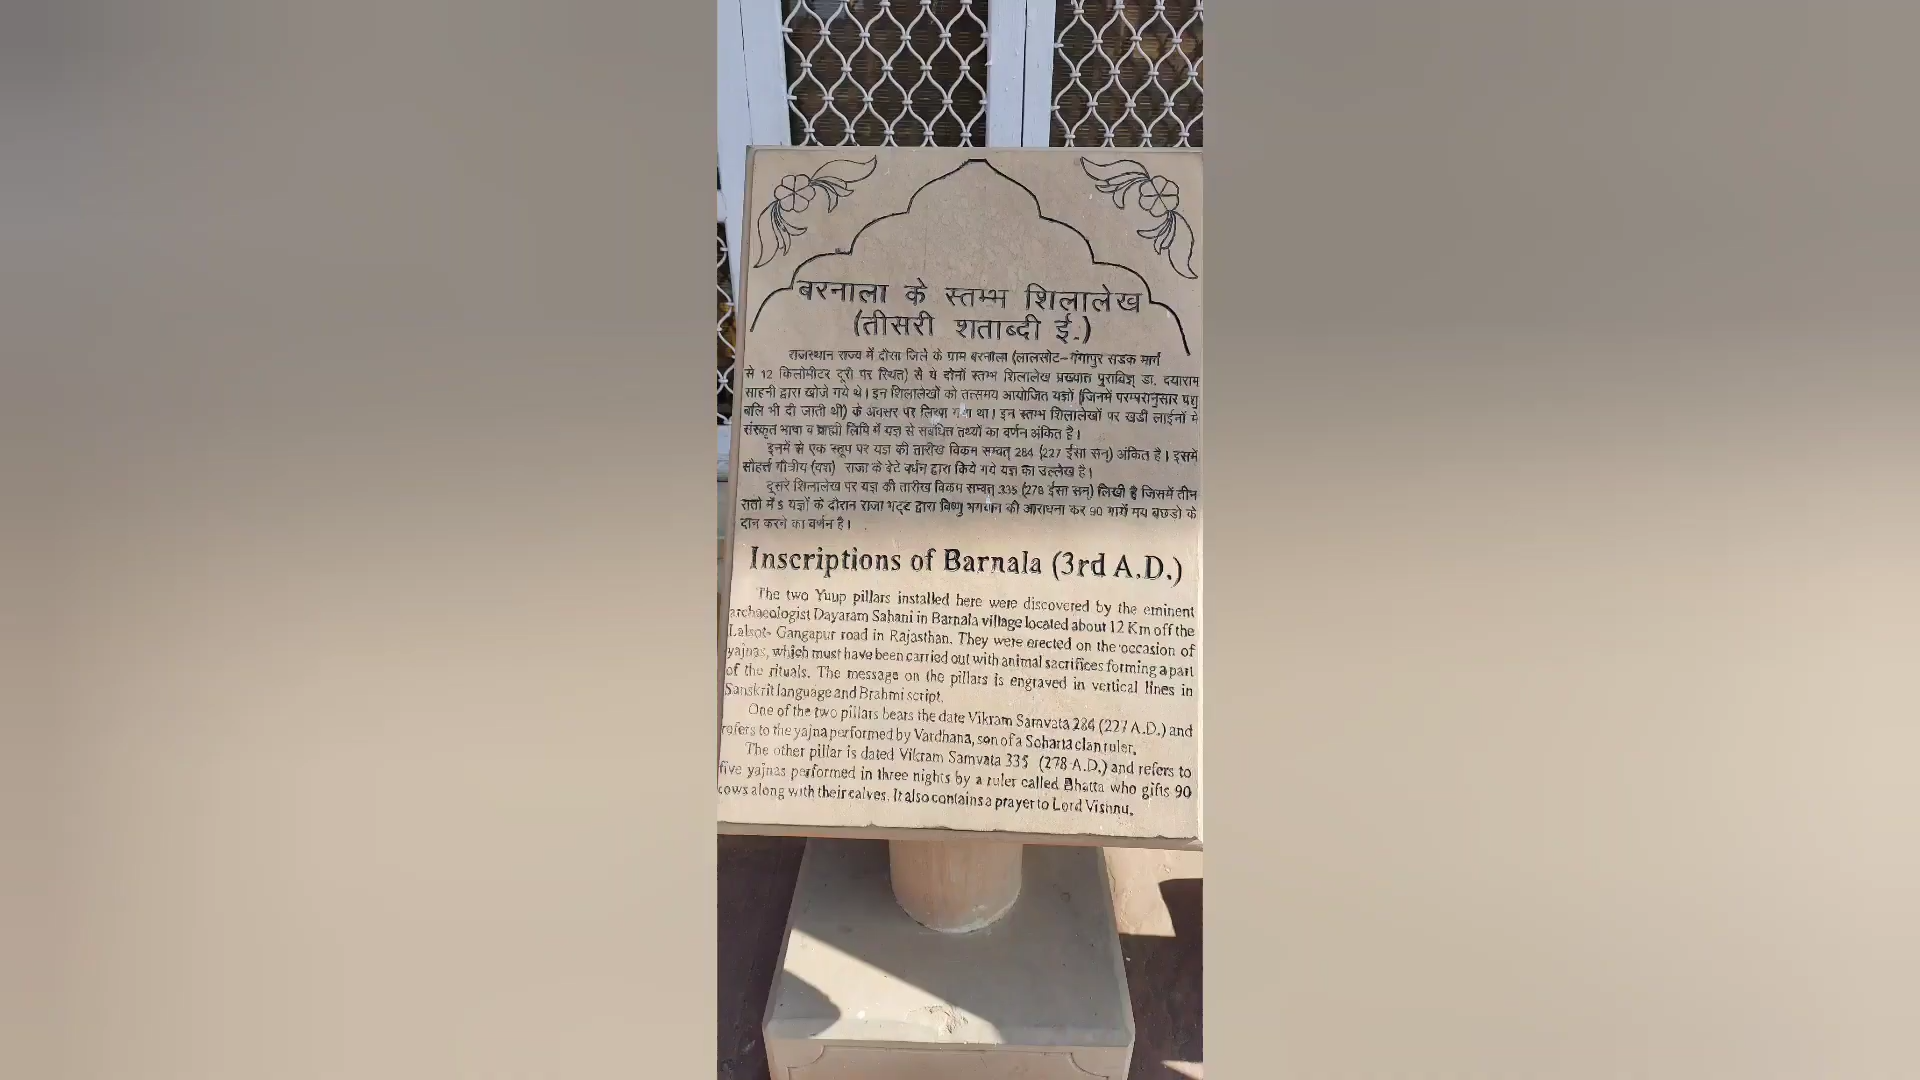 बरनाला के स्तम्भ शिलालेख
(तीसरी शताब्दी ई.)
राजस्थान राज्य में दौसा जिले के ग्राम बरनाला (लालसोट-गंगापुर सडक मार्ग
से 12 किलोमीटर दूरी पर स्थित) से ये दोनों स्तम्भ शिलालेख प्रख्यात पुराविज्ञ डा. दयाराम
साहनी द्वारा खोजे गये थे। इन शिलालेखों को तत्समय आयोजित यज्ञों (जिनमें परम्परानुसार पशु
बलि भी दी जाती थी) के अवसर पर लिखा गया था। इन स्तम्भ शिलालेखों पर खडी लाईनों मे
संस्कृत भाषा व ब्राह्मी लिपि में यज्ञ से सबंधित तथ्यों का वर्णन अंकित है।
इनमें से एक स्तूप पर यज्ञ की तारीख विक्रम सम्वत् 284 (227 ईसा सन्) अंकित है। इसमें
सौहर्त्त गौत्रीय (वंश) राजा के बेटे वर्धन द्वारा किये गये यज्ञ का उल्लेख है।
दूसरे शिलालेख पर यज्ञ की तारीख विक्रम सम्वत् 335 (278 ईसा सन्) लिखी है जिसमें तीन
रातो में 5 यज्ञों के दौरान राजा भट्ट द्वारा विष्णु भगवान की आराधना कर 90 गायें मय बछडो के
दान करने का वर्णन है।
Inscriptions of Barnala (3rd A.D.)
The two Yuup pillars installed here were discovered by the eminent
archaeologist Dayaram Sahani in Barnala village located about 12 Km off the
Lalsot- Gangapur road in Rajasthan. They were erected on the occasion of
yajnas, which must have been carried out with animal sacrifices forming a part
of the rituals. The message on the pillars is engraved in vertical lines in
Sanskrit language and Brahmi script.
One of the two pillars bears the date Vikram Samvata 284 (227 A.D.) and
refers to the yajna performed by Vardhana, son of a Soharta clan ruler.
The other pillar is dated Vikram Samvata 335 (278 A.D.) and refers to
five yajnas performed in three nights by a ruler called Bhatta who gifts 90
cows along with their calves. It also contains a prayer to Lord Vishnu.